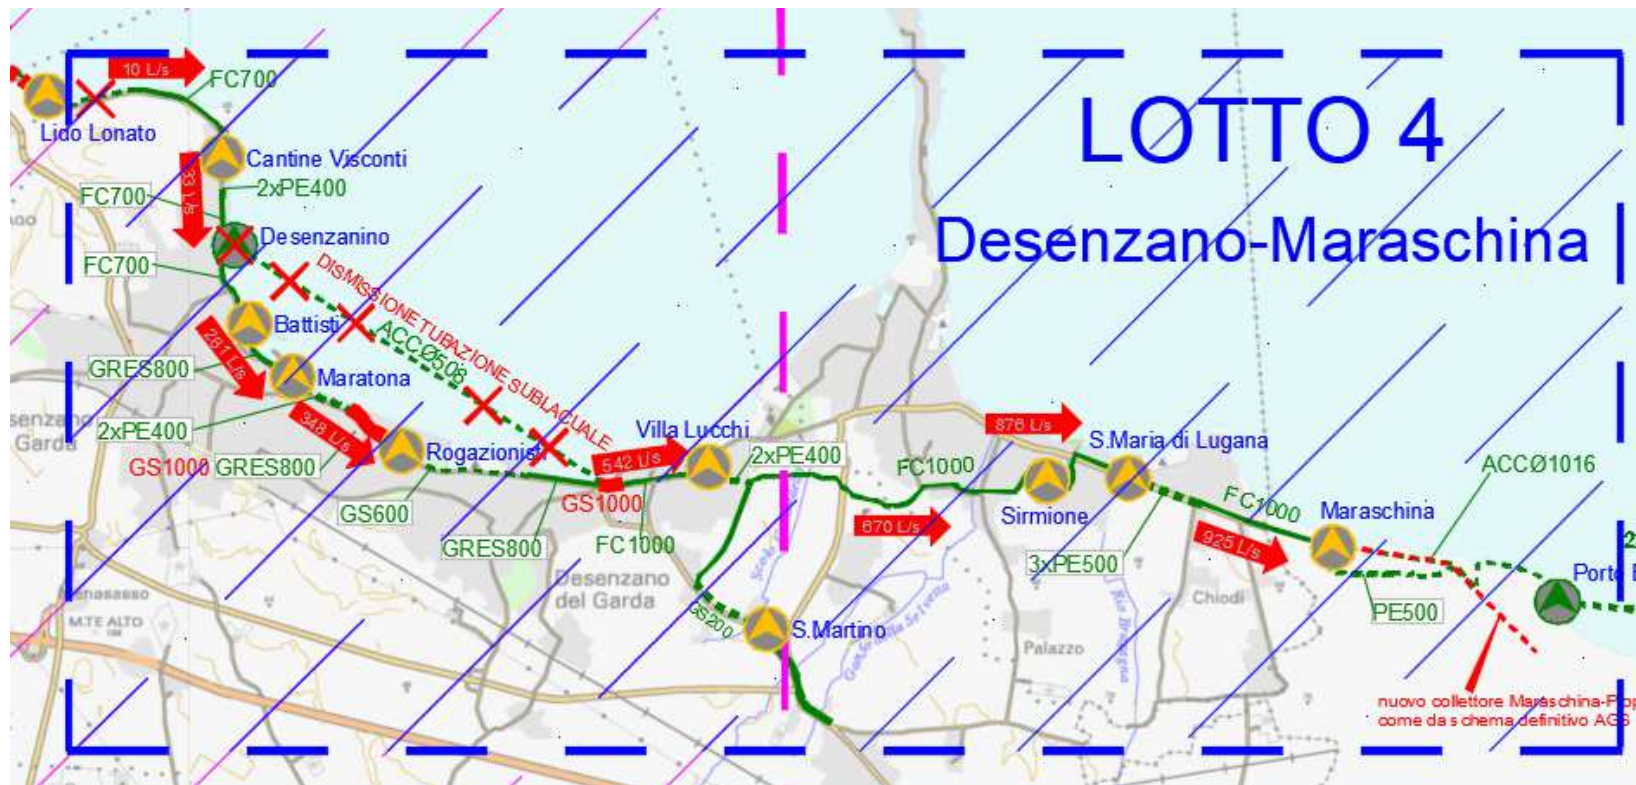 10 L/s
FC700
LOTTO 4
Lido Lonato
Cantine Visconti
2xPE400
FC700
33 L/s
Desenzano-Maraschina
Desenzanino
FC700
DISMISSIONE TUBAZIONE SUBLACUALE
ACCØ508
Battisti
281 L/s
GRES800
Maratona
2xPE400
348 L/s
Garda
Rogazionisti
GS1000 GRES800
GS600
GRES800
542 L/s
Villa Lucchi
GS1000
FC1000
2xPE400
876 L/s
S.Maria di Lugana
FC1000
670 L/s
Sirmione
ACCØ1016
FC1000
Maraschina
925 L/s
3xPE500
PE500
Desenzano
del Garda
GS200
S.Martino
M.TE ALTO
Chiodi
Palazzo
nuovo collettore Maraschina-
come da schema definitivo AGS